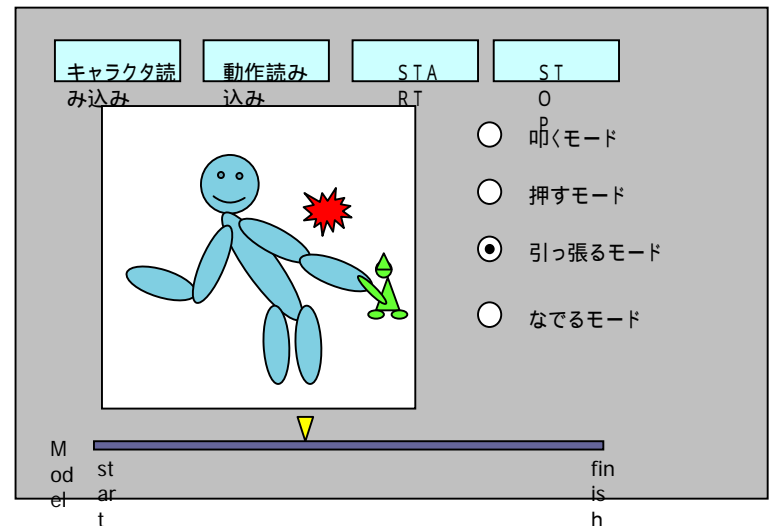 キャラクタ読
み込み
動作読み
込み
STA
RT
ST
O
P
叩くモード
押すモード
引っ張るモード
なでるモード
M
od
el
st
ar
t
fin
is
h